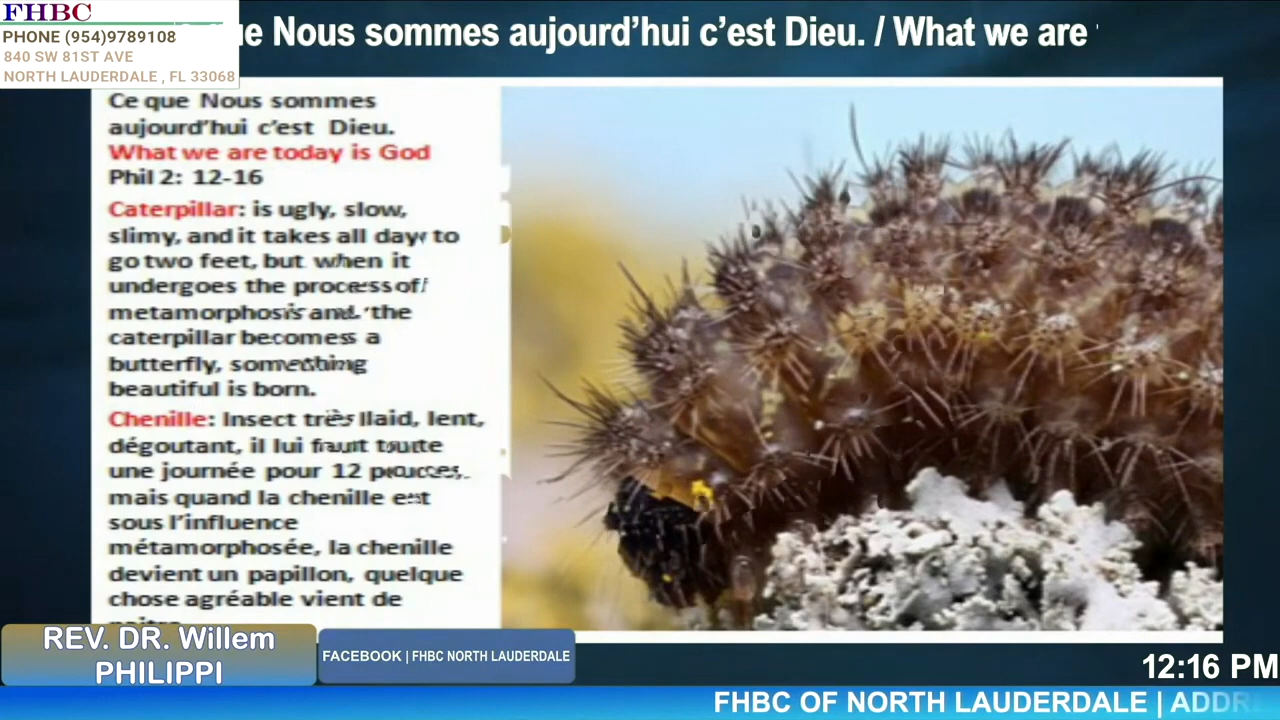 FHBC
PHONE (954)9789108
840 SW 81ST AVE
NORTH LAUDERDALE , FL 33068
Nous sommes aujourd’hui c’est Dieu. / What we are
Ce que Nous sommes
aujourd’hui c’est Dieu.
What we are today is God
Phil 2: 12-16
Caterpillar: is ugly, slow,
slimy, and it takes all day to
go two feet, but when it
undergoes the process of
metamorphosis and the
caterpillar becomes a
butterfly, something
beautiful is born.
Chenille: Insect très laid, lent,
dégoutant, il lui faut toute
une journée pour 12 pouces,
mais quand la chenille est
sous l’influence
métamorphosée, la chenille
devient un papillon, quelque
chose agréable vient de
REV. DR. Willem
PHILIPPI
FACEBOOK | FHBC NORTH LAUDERDALE
12:16 PM
FHBC OF NORTH LAUDERDALE |